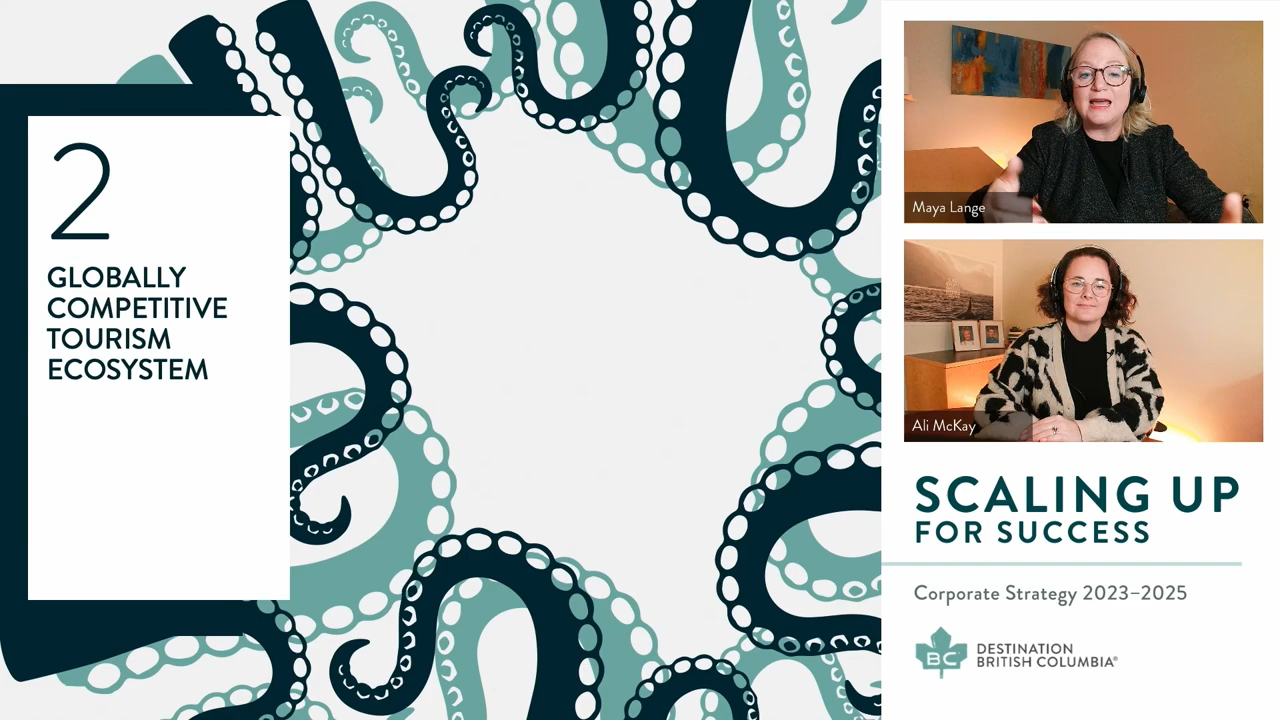 2
GLOBALLY
COMPETITIVE
TOURISM
ECOSYSTEM
Maya Lange
Ali McKay
SCALING UP
FOR SUCCESS
Corporate Strategy 2023–2025
BC
DESTINATION
BRITISH COLUMBIA®